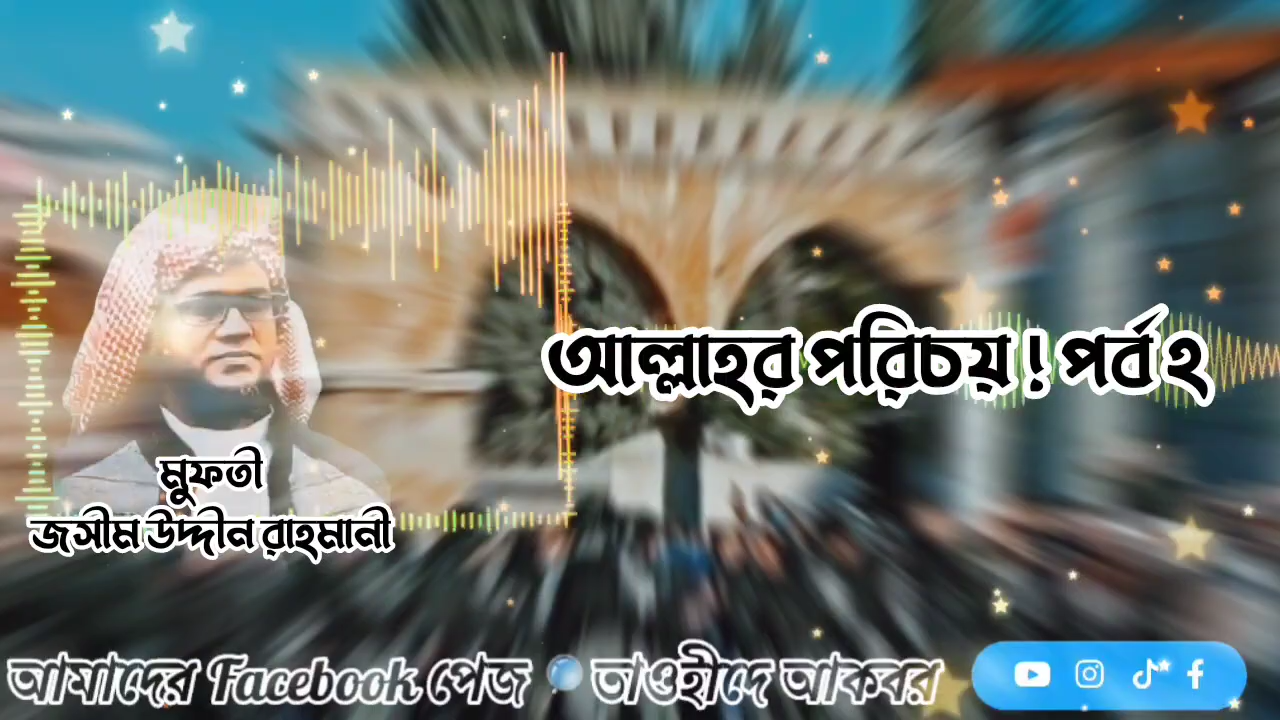 আল্লাহর পরিচয় ! পর্ব ২
মুফতী
জসীম উদ্দীন রাহমানী
আমাদের Facebook পেজ তাওহীদে আকবর